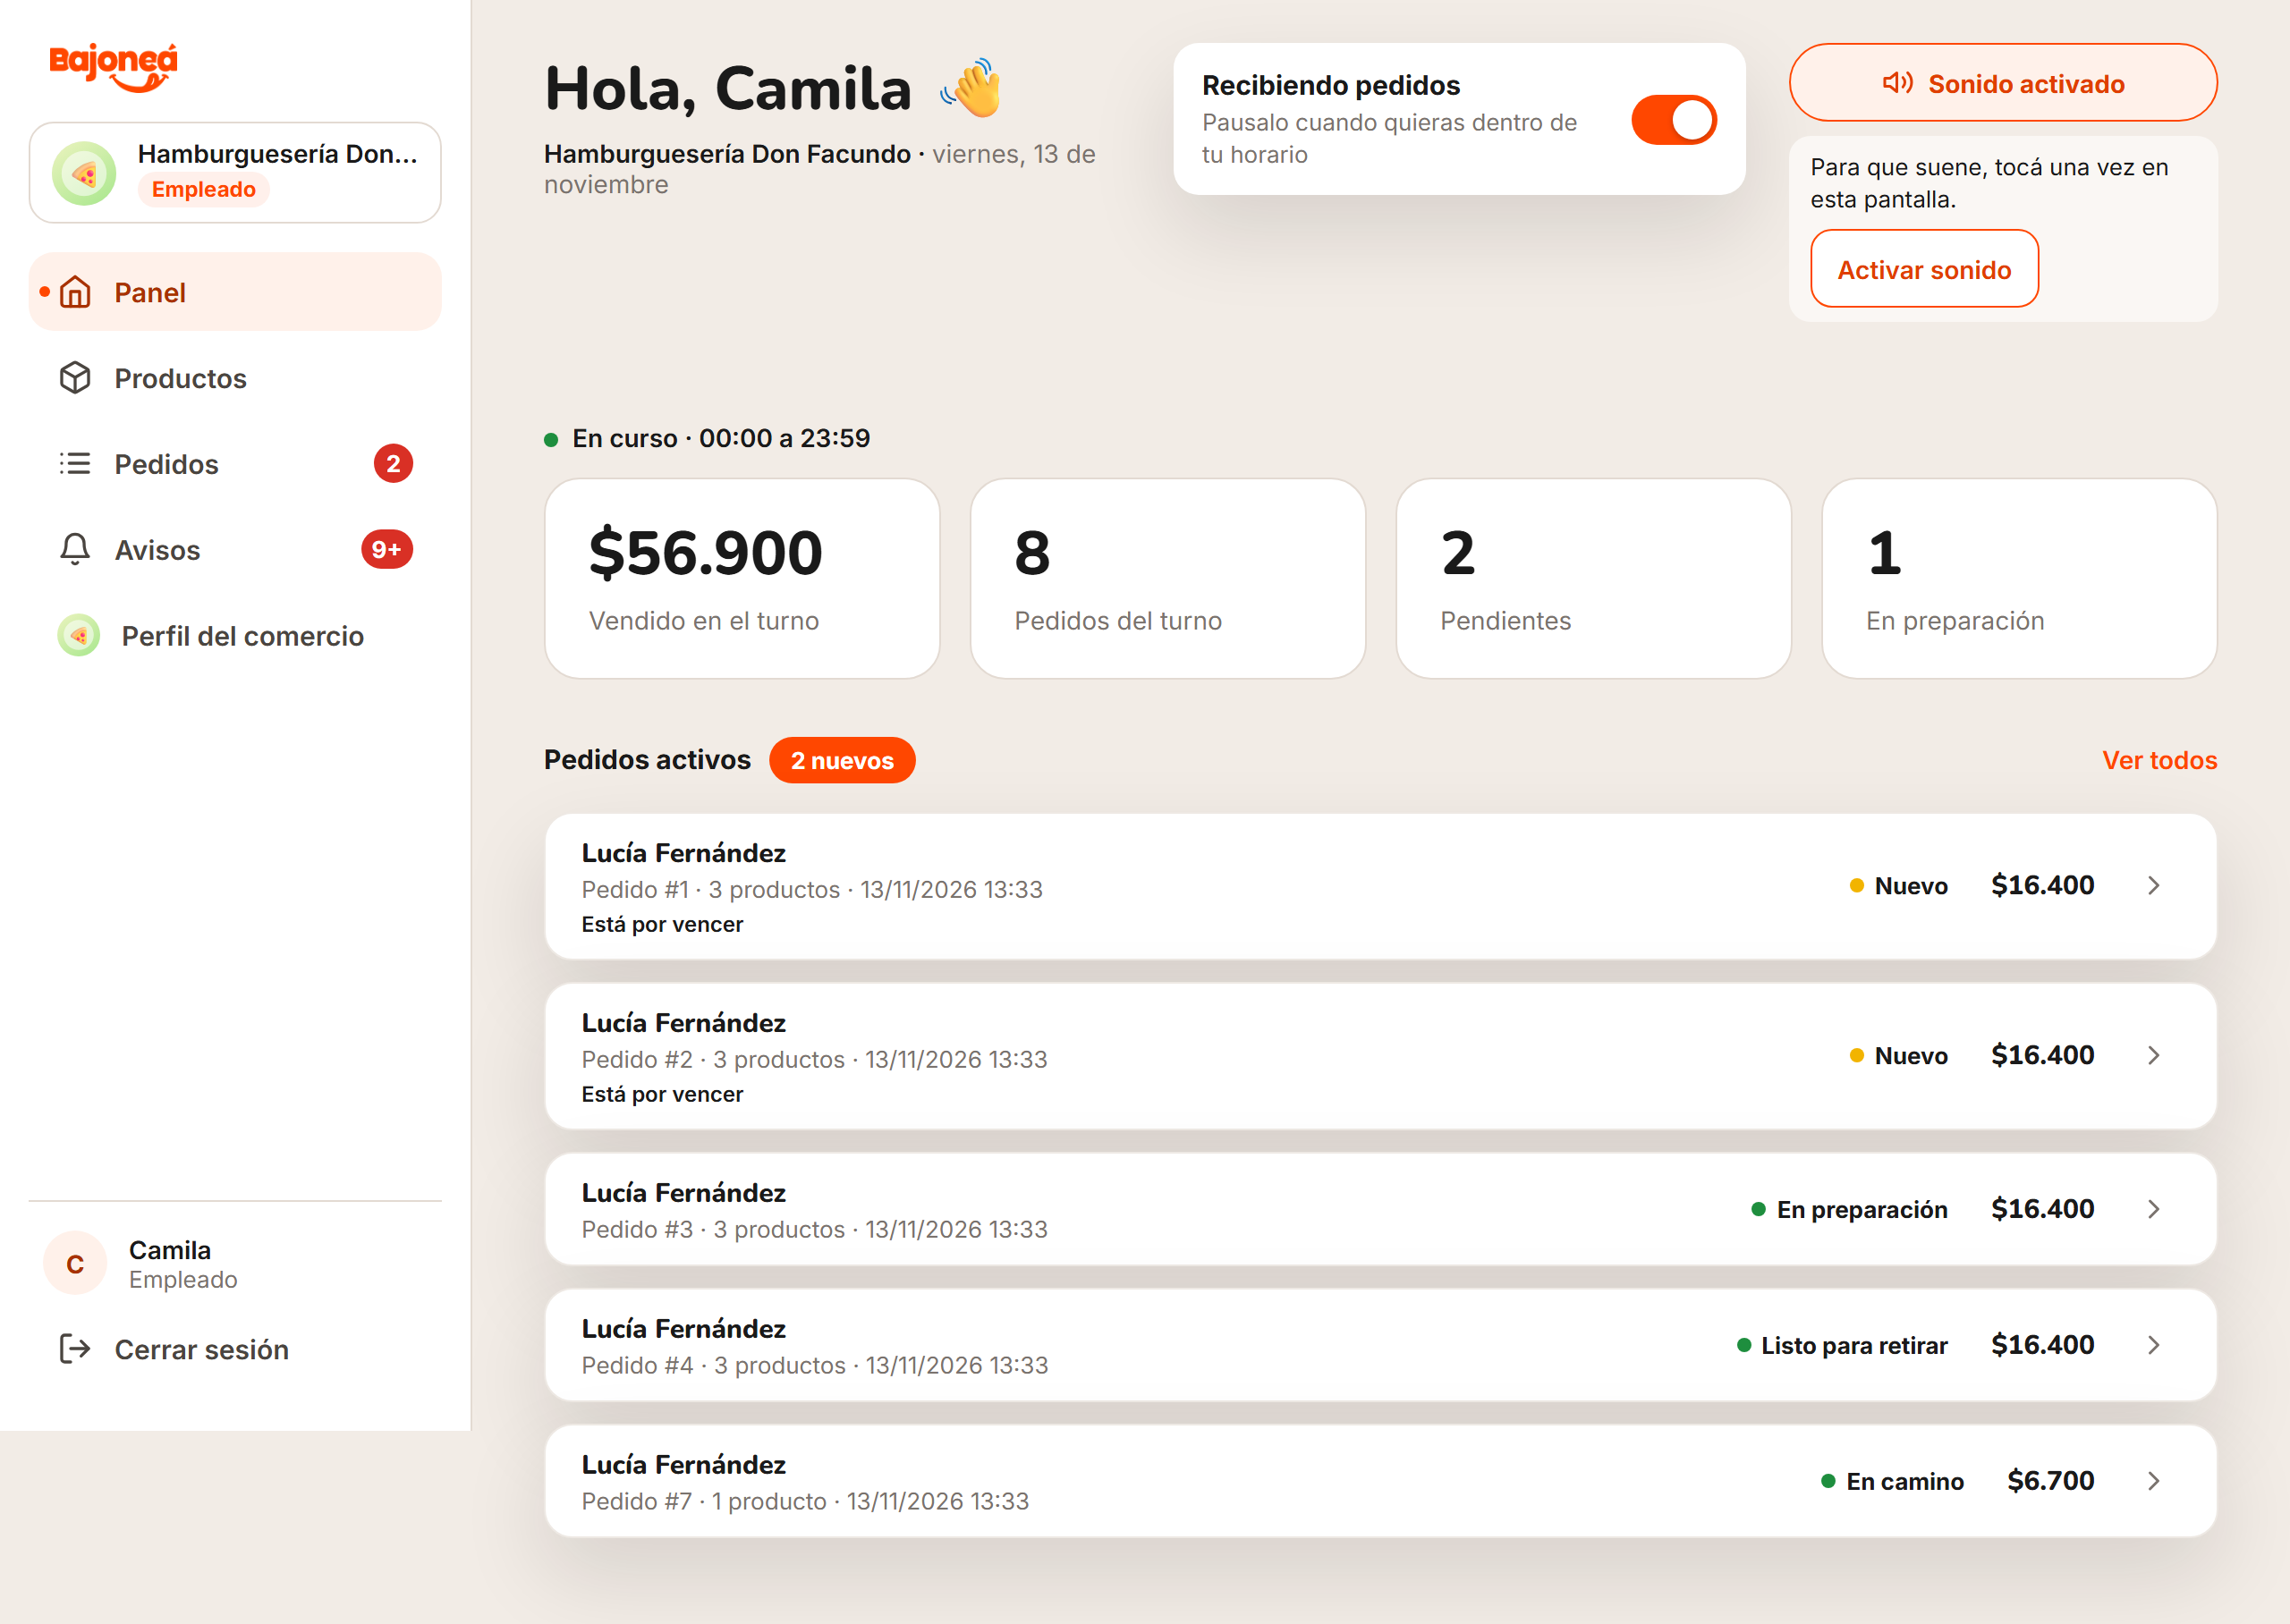 Bajoneá
Hamburguesería Don...
Empleado
Panel
Productos
Pedidos
2
Avisos
9+
Perfil del comercio
Camila
C
Empleado
Cerrar sesión
Hola, Camila 👋
Hamburguesería Don Facundo · viernes, 13 de
noviembre
Recibiendo pedidos
Pausalo cuando quieras dentro de
tu horario
Sonido activado
Para que suene, tocá una vez en
esta pantalla.
Activar sonido
En curso · 00:00 a 23:59
$56.900
Vendido en el turno
8
Pedidos del turno
2
Pendientes
1
En preparación
Pedidos activos
2 nuevos
Ver todos
Lucía Fernández
Pedido #1 · 3 productos · 13/11/2026 13:33
Está por vencer
Nuevo
$16.400
Lucía Fernández
Pedido #2 · 3 productos · 13/11/2026 13:33
Está por vencer
Nuevo
$16.400
Lucía Fernández
Pedido #3 · 3 productos · 13/11/2026 13:33
En preparación
$16.400
Lucía Fernández
Pedido #4 · 3 productos · 13/11/2026 13:33
Listo para retirar
$16.400
Lucía Fernández
Pedido #7 · 1 producto · 13/11/2026 13:33
En camino
$6.700